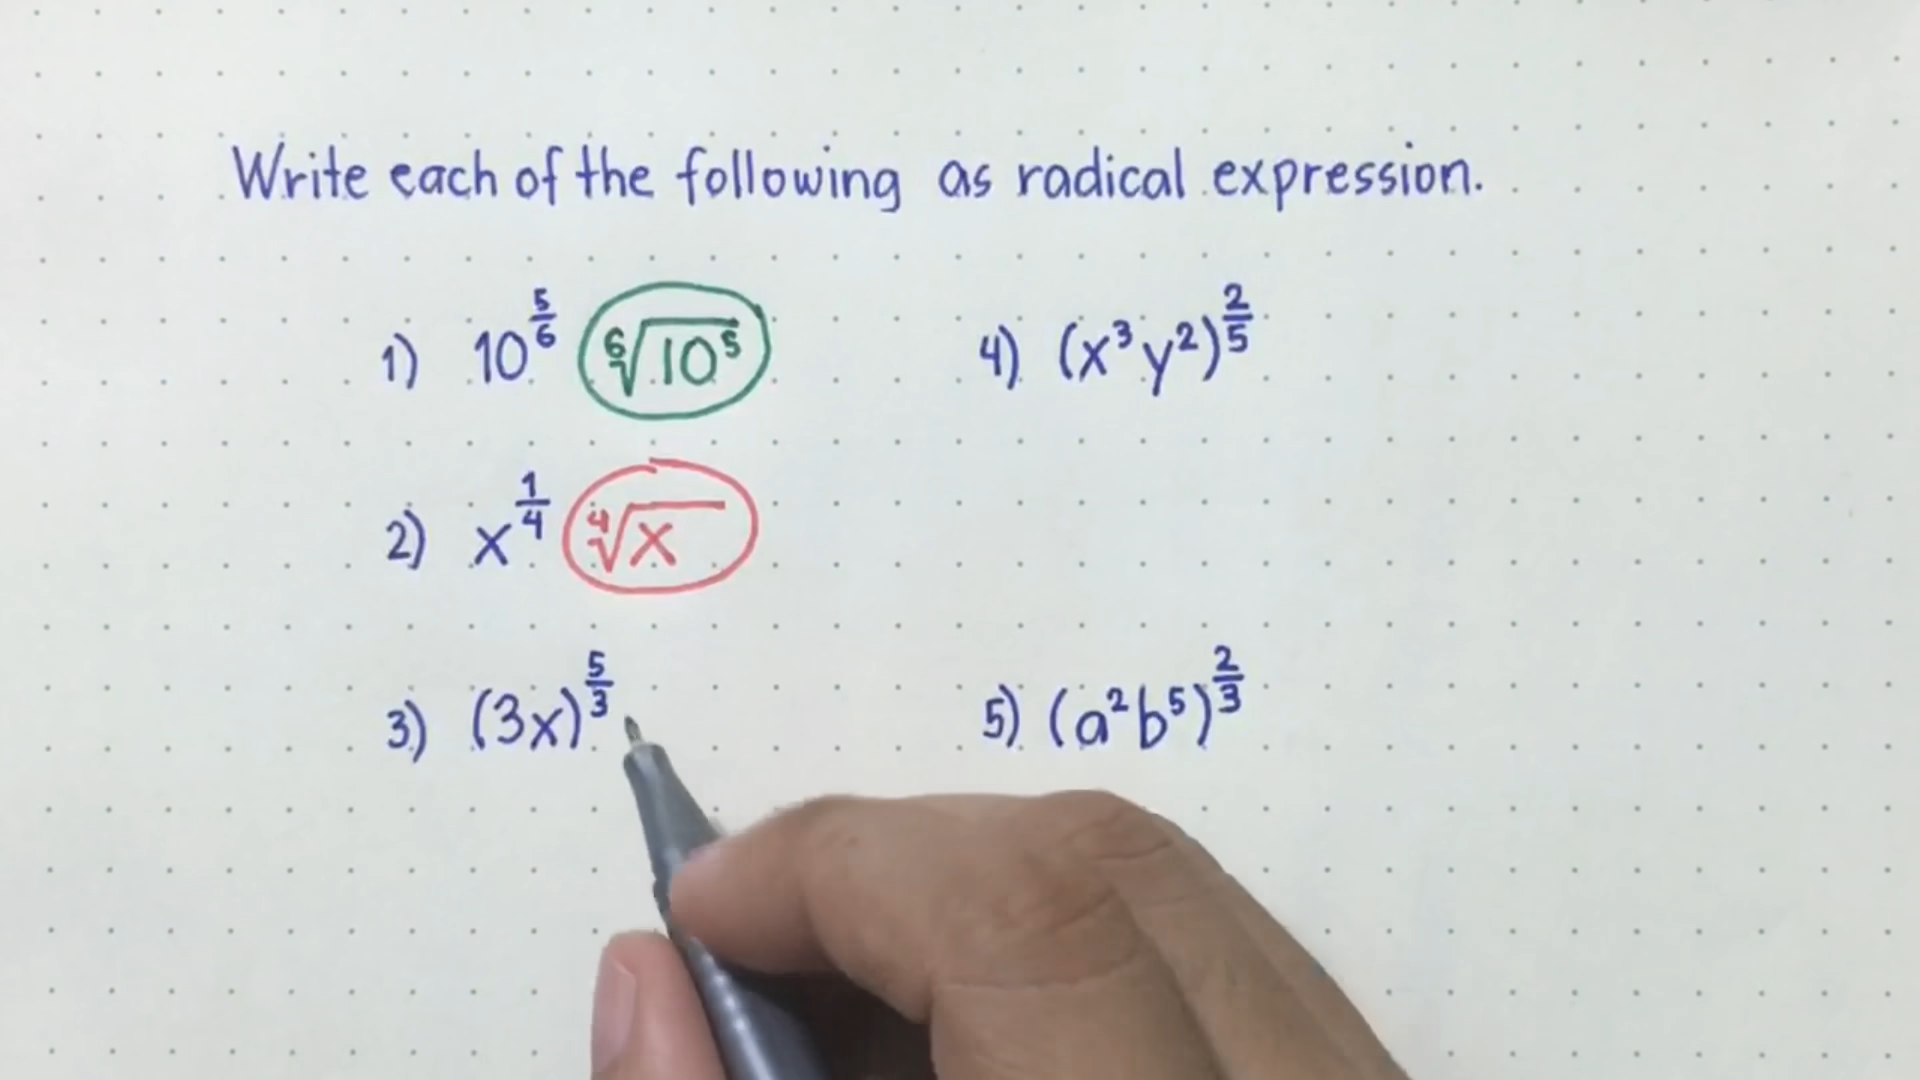 Write each of the following as radical expression.
1) 10^(5/6) ⁶√(10⁵)
2) x^(1/4) ⁴√x
3) (3x)^(5/3)
4) (x³y²)^(2/5)
5) (a²b⁵)^(2/3)